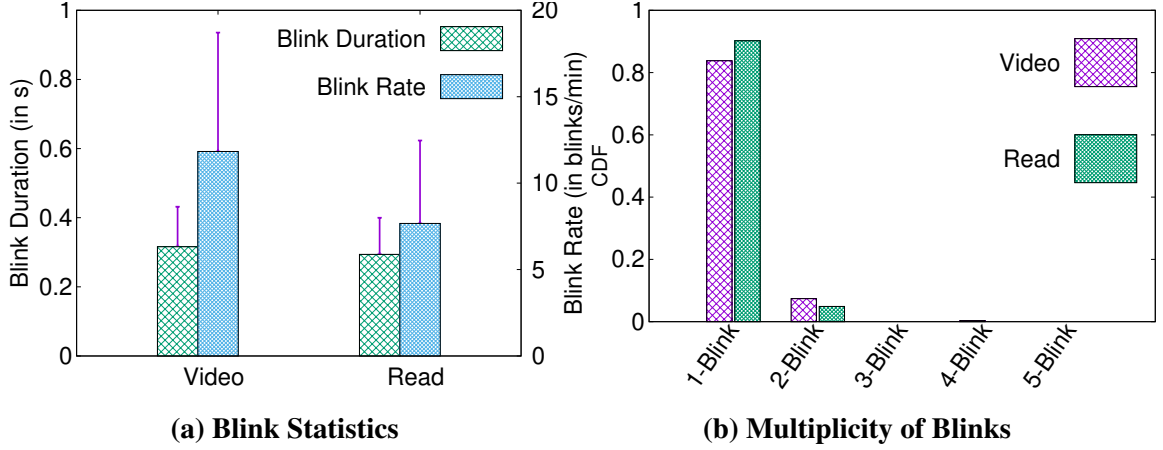 Blink Duration (in s)
0
0.2
0.4
0.6
0.8
1
Blink Duration
Blink Rate
Video
Read
0
5
10
15
20
Blink Rate (in blinks/min)
(a) Blink Statistics
CDF
0
0.2
0.4
0.6
0.8
1
Video
Read
1-Blink
2-Blink
3-Blink
4-Blink
5-Blink
(b) Multiplicity of Blinks